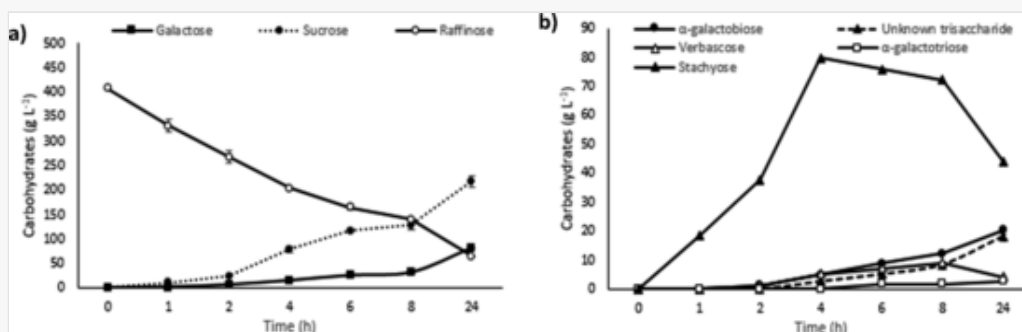 a)
Galactose Sucrose Raffinose
Carbohydrates (g L⁻¹)
500
450
400
350
300
250
200
150
100
50
0
0 1 2 4 6 8 24
Time (h)
b)
α-galactobiose Unknown trisaccharide
Verbascose α-galactotriose
Stachyose
Carbohydrates (g L⁻¹)
90
80
70
60
50
40
30
20
10
0
0 1 2 4 6 8 24
Time (h)